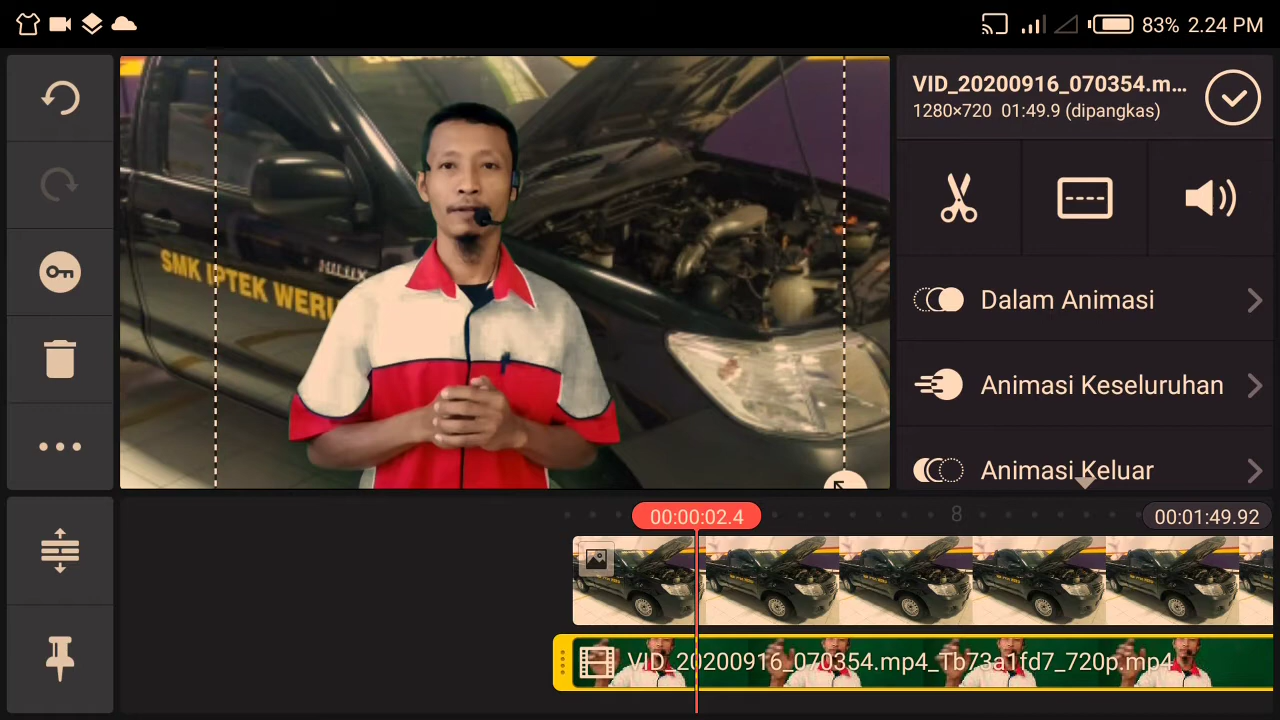 83% 2.24 PM
VID_20200916_070354.m...
1280×720 01:49.9 (dipangkas)
SMK IPTEK WERU
HILUX
Dalam Animasi
Animasi Keseluruhan
Animasi Keluar
00:00:02.4
8
00:01:49.92
VID_20200916_070354.mp4_Tb73a1fd7_720p.mp4